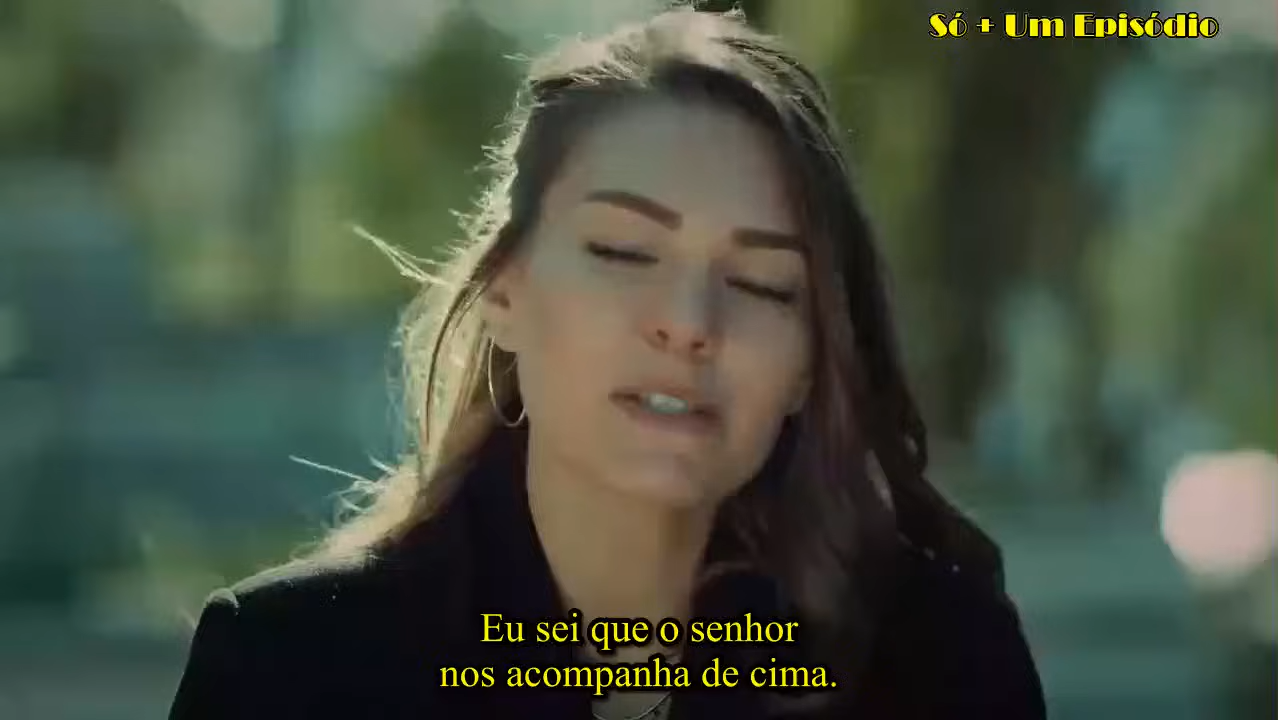 Só + Um Episódio
Eu sei que o senhor
nos acompanha de cima.